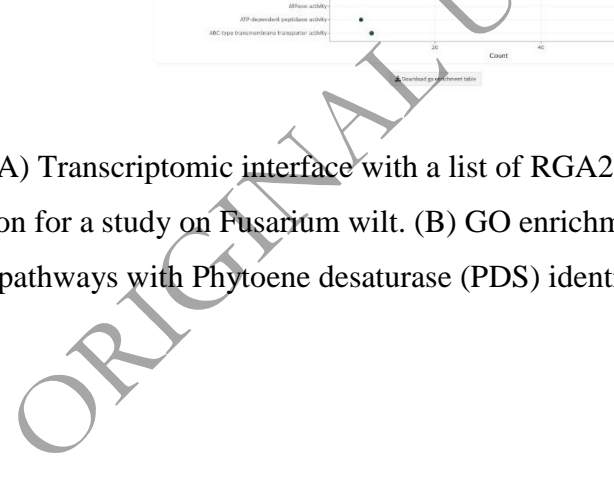 ATPase activity
ATP-dependent peptidase activity
ABC-type transmembrane transporter activity
20 40
Count
Download go enrichment table
A) Transcriptomic interface with a list of RGA2
on for a study on Fusarium wilt. (B) GO enrichm
pathways with Phytoene desaturase (PDS) identi
ORIGINAL U